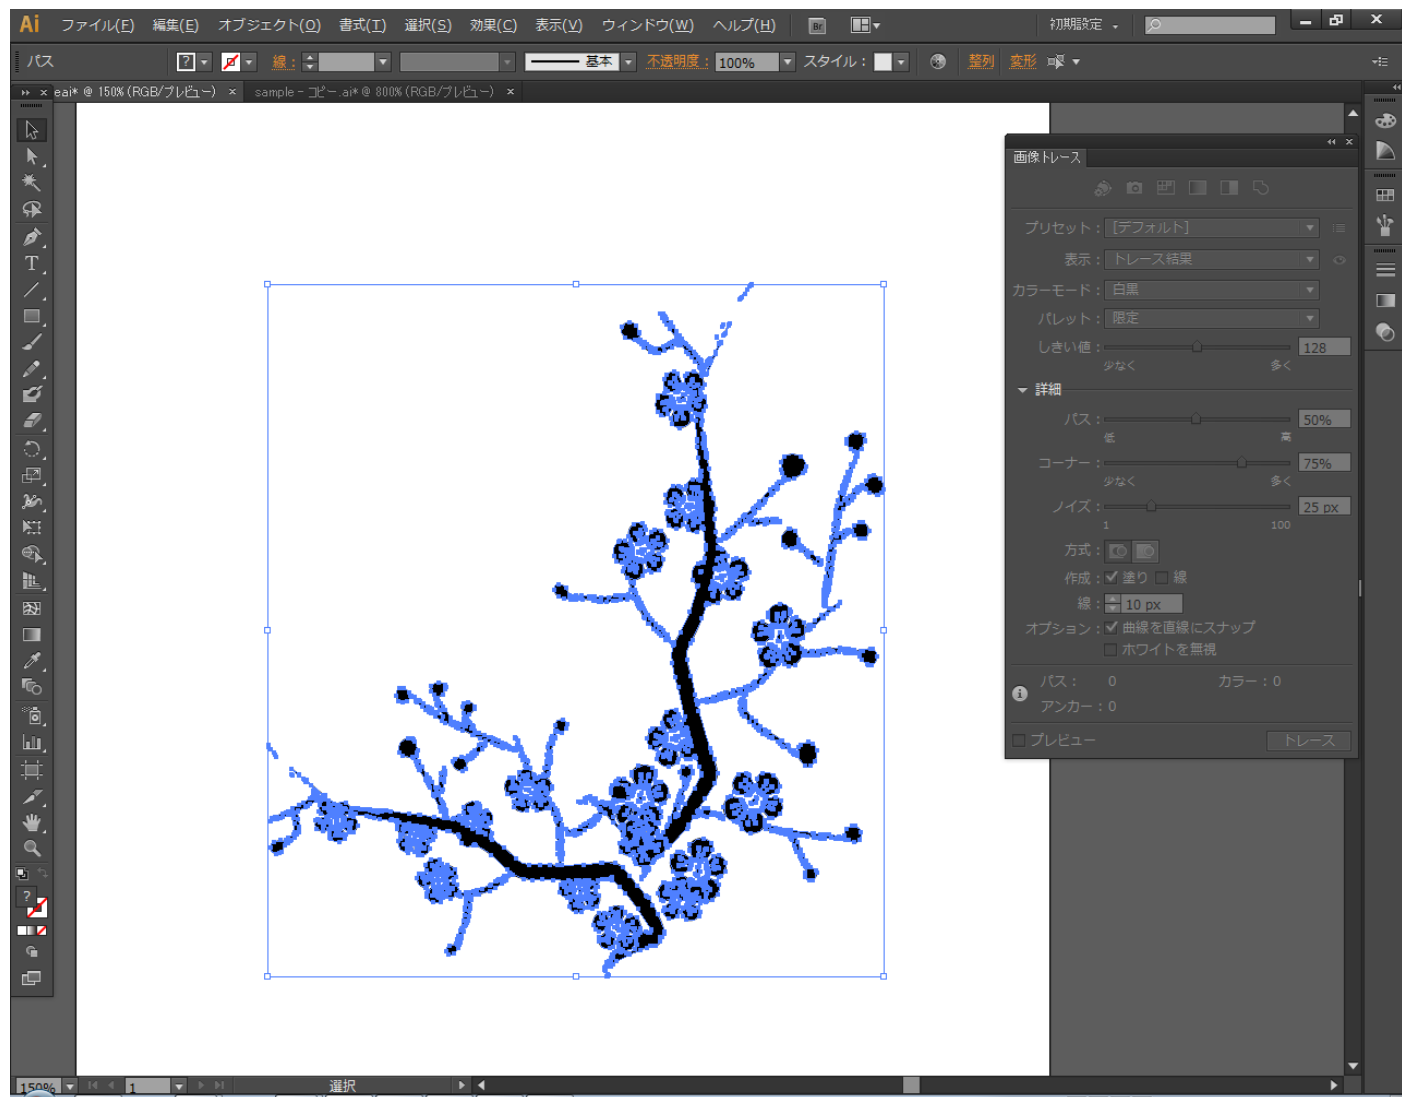 Ai ファイル(F) 編集(E) オブジェクト(O) 書式(T) 選択(S) 効果(C) 表示(V) ウィンドウ(W) ヘルプ(H) Br 初期設定
パス ? 線: 基本 不透明度: 100% スタイル: 整列 変形
eai* @ 150% (RGB/プレビュー) × sample - コピー.ai* @ 800% (RGB/プレビュー) ×
画像トレース
プリセット: [デフォルト]
表示: トレース結果
カラーモード: 白黒
パレット: 限定
しきい値: 128
少なく 多く
詳細
パス: 50%
低 高
コーナー: 75%
少なく 多く
ノイズ: 25 px
1 100
方式:
作成: 塗り 線
線: 10 px
オプション: 曲線を直線にスナップ
ホワイトを無視
パス: 0 カラー: 0
アンカー: 0
プレビュー トレース
T
?
150% 1 選択